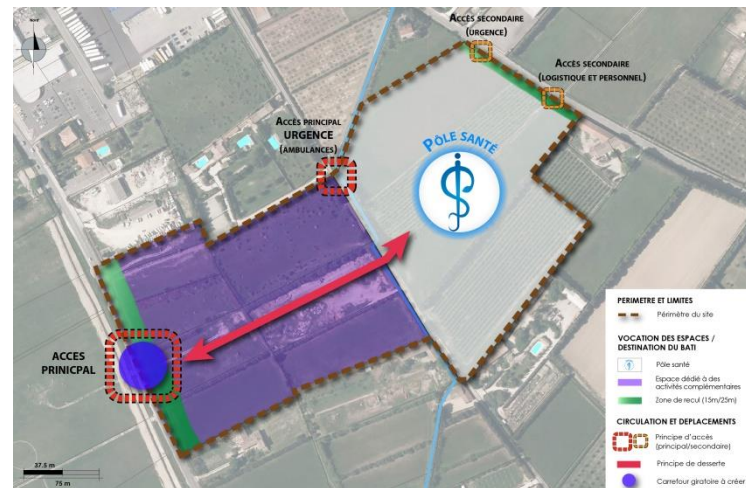 Nord
ACCÈS SECONDAIRE
(URGENCE)
ACCÈS SECONDAIRE
(LOGISTIQUE ET PERSONNEL)
ACCÈS PRINCIPAL
URGENCE
(AMBULANCES)
PÔLE SANTÉ
ACCES
PRINICPAL
PERIMETRE ET LIMITES
Périmètre du site
VOCATION DES ESPACES /
DESTINATION DU BATI
Pôle santé
Espace dédié à des
activités complémentaires
Zone de recul (15m/25m)
CIRCULATION ET DEPLACEMENTS
Principe d'accès
(principal/secondaire)
Principe de desserte
Carrefour giratoire à créer
37.5 m
75 m